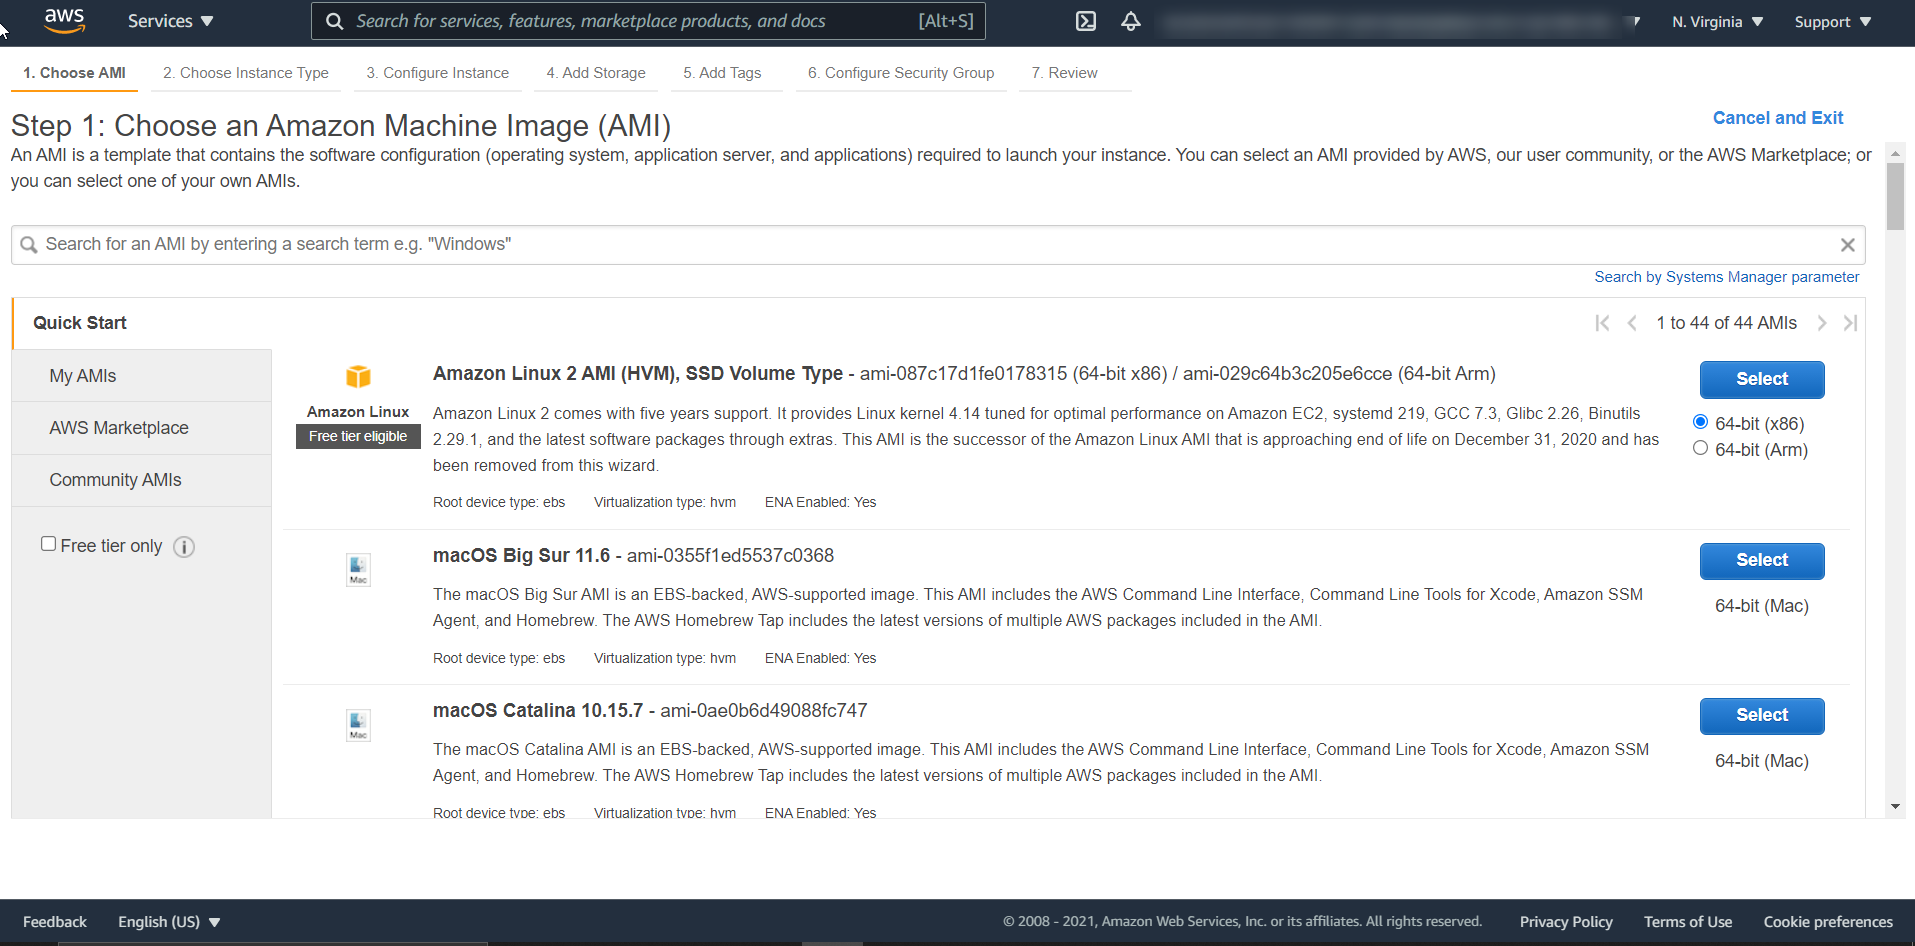 aws Services Search for services, features, marketplace products, and docs [Alt+S] N. Virginia Support
1. Choose AMI 2. Choose Instance Type 3. Configure Instance 4. Add Storage 5. Add Tags 6. Configure Security Group 7. Review
Step 1: Choose an Amazon Machine Image (AMI)
Cancel and Exit
An AMI is a template that contains the software configuration (operating system, application server, and applications) required to launch your instance. You can select an AMI provided by AWS, our user community, or the AWS Marketplace; or
you can select one of your own AMIs.
Search for an AMI by entering a search term e.g. "Windows"
Search by Systems Manager parameter
Quick Start
1 to 44 of 44 AMIs
My AMIs
AWS Marketplace
Community AMIs
Free tier only
Amazon Linux
Free tier eligible
Amazon Linux 2 AMI (HVM), SSD Volume Type - ami-087c17d1fe0178315 (64-bit x86) / ami-029c64b3c205e6cce (64-bit Arm)
Amazon Linux 2 comes with five years support. It provides Linux kernel 4.14 tuned for optimal performance on Amazon EC2, systemd 219, GCC 7.3, Glibc 2.26, Binutils
2.29.1, and the latest software packages through extras. This AMI is the successor of the Amazon Linux AMI that is approaching end of life on December 31, 2020 and has
been removed from this wizard.
Root device type: ebs Virtualization type: hvm ENA Enabled: Yes
Select
64-bit (x86)
64-bit (Arm)
Mac
macOS Big Sur 11.6 - ami-0355f1ed5537c0368
The macOS Big Sur AMI is an EBS-backed, AWS-supported image. This AMI includes the AWS Command Line Interface, Command Line Tools for Xcode, Amazon SSM
Agent, and Homebrew. The AWS Homebrew Tap includes the latest versions of multiple AWS packages included in the AMI.
Root device type: ebs Virtualization type: hvm ENA Enabled: Yes
Select
64-bit (Mac)
Mac
macOS Catalina 10.15.7 - ami-0ae0b6d49088fc747
The macOS Catalina AMI is an EBS-backed, AWS-supported image. This AMI includes the AWS Command Line Interface, Command Line Tools for Xcode, Amazon SSM
Agent, and Homebrew. The AWS Homebrew Tap includes the latest versions of multiple AWS packages included in the AMI.
Root device type: ebs Virtualization type: hvm ENA Enabled: Yes
Select
64-bit (Mac)
Feedback English (US) © 2008 - 2021, Amazon Web Services, Inc. or its affiliates. All rights reserved. Privacy Policy Terms of Use Cookie preferences